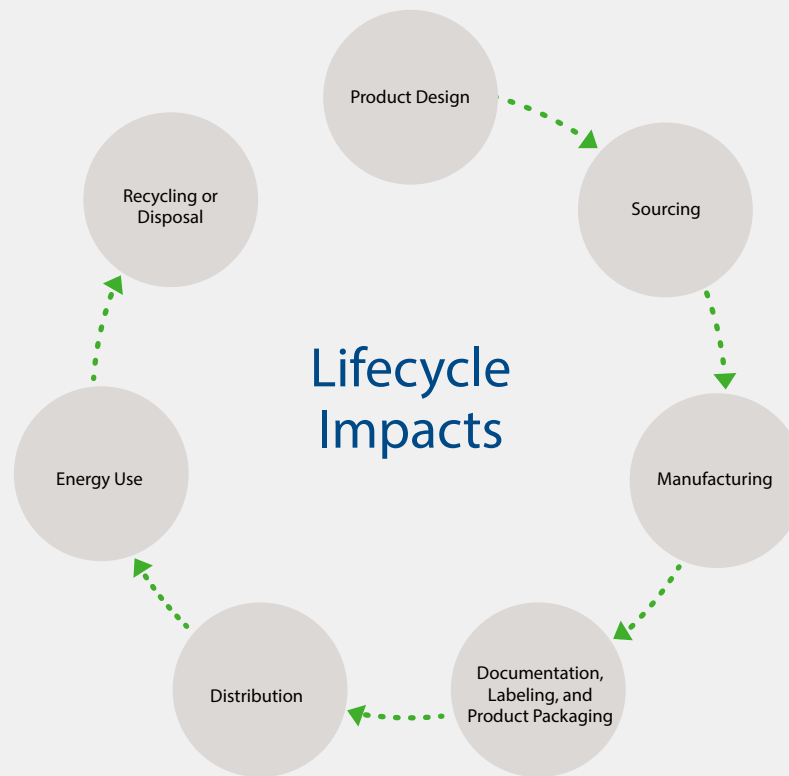 Product Design
Sourcing
Manufacturing
Documentation,
Labeling, and
Product Packaging
Distribution
Energy Use
Recycling or
Disposal
Lifecycle
Impacts